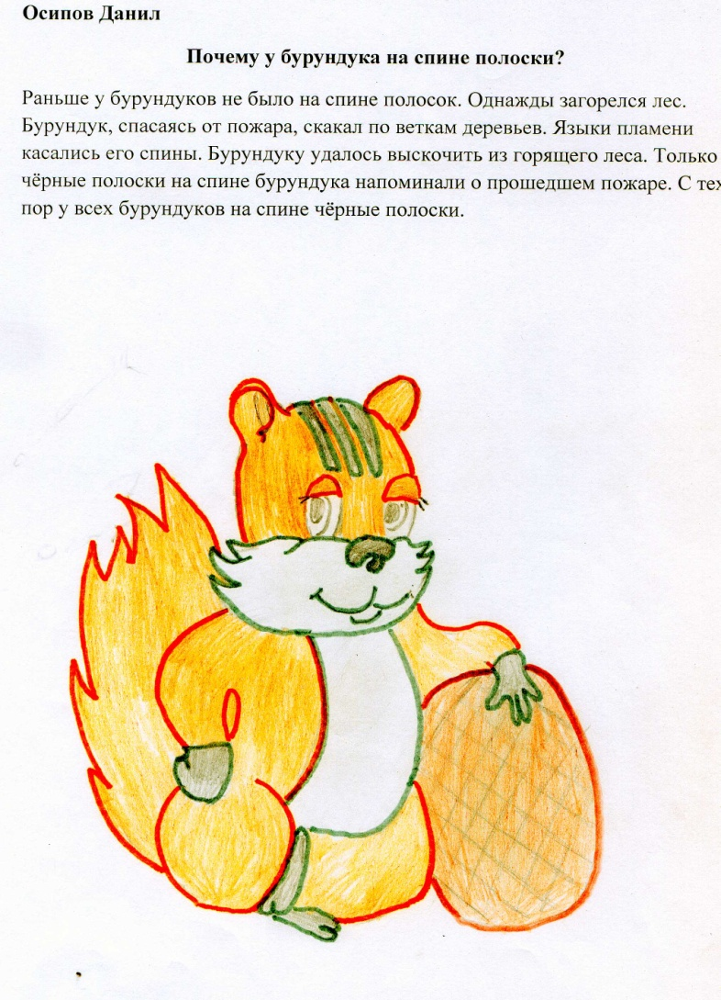 Осипов Данил
Почему у бурундука на спине полоски?
Раньше у бурундуков не было на спине полосок. Однажды загорелся лес.
Бурундук, спасаясь от пожара, скакал по веткам деревьев. Языки пламени
касались его спины. Бурундуку удалось выскочить из горящего леса. Только
чёрные полоски на спине бурундука напоминали о прошедшем пожаре. С тех
пор у всех бурундуков на спине чёрные полоски.